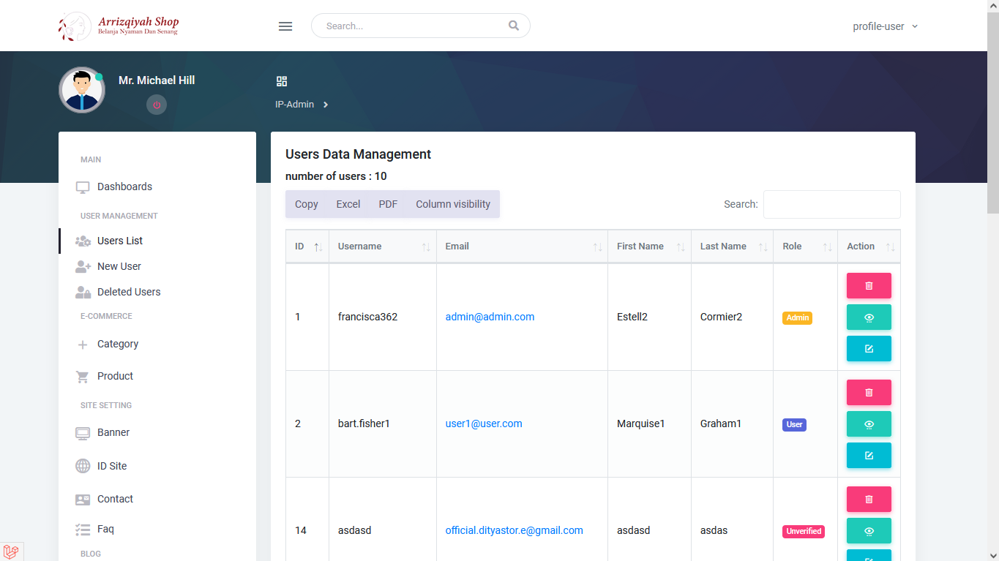 Arrizqiyah Shop
Belanja Nyaman Dan Senang
Search...
profile-user
Mr. Michael Hill
IP-Admin
MAIN
Dashboards
USER MANAGEMENT
Users List
New User
Deleted Users
E-COMMERCE
Category
Product
SITE SETTING
Banner
ID Site
Contact
Faq
BLOG
Users Data Management
number of users : 10
Copy Excel PDF Column visibility Search:
ID Username Email First Name Last Name Role Action
1 francisca362 admin@admin.com Estell2 Cormier2 Admin
2 bart.fisher1 user1@user.com Marquise1 Graham1 User
14 asdasd official.dityastor.e@gmail.com asdasd asdas Unverified